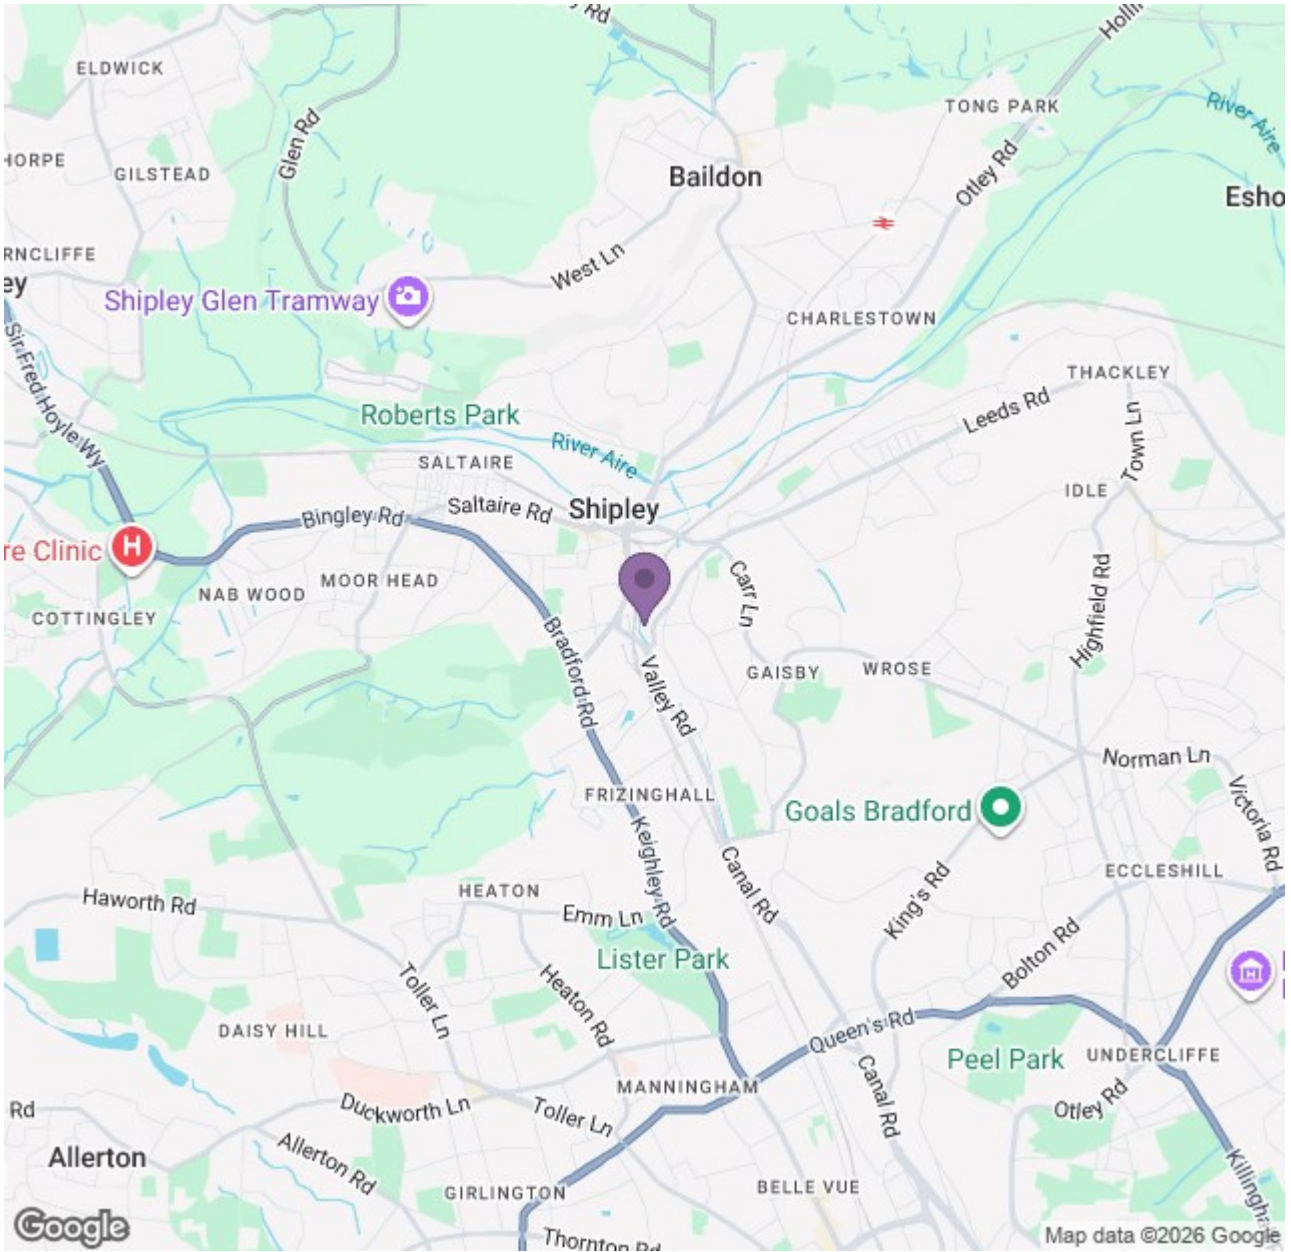 Rd
Hollin
ELDWICK
TONG PARK
River Aire
Glen Rd
HORPE
GILSTEAD
Baildon
Otley Rd
Esho
RNCLIFFE
West Ln
ey
Shipley Glen Tramway
CHARLESTOWN
Sir Fred Hoyle Wy
THACKLEY
Leeds Rd
Roberts Park
River Aire
Town Ln
SALTAIRE
IDLE
Saltaire Rd
Shipley
Bingley Rd
re Clinic
H
MOOR HEAD
NAB WOOD
Carr Ln
Highfield Rd
COTTINGLEY
Bradford Rd
GAISBY
WROSE
Valley Rd
Norman Ln
FRIZINGHALL
Goals Bradford
Victoria Rd
Keighley Rd
ECCLESHILL
Canal Rd
HEATON
Haworth Rd
Emm Ln
King's Rd
Lister Park
Bolton Rd
Heaton Rd
Toller Ln
DAISY HILL
Queen's Rd
Peel Park
UNDERCLIFFE
MANNINGHAM
Canal Rd
Otley Rd
Rd
Duckworth Ln
Toller Ln
Allerton
Allerton Rd
GIRLINGTON
BELLE VUE
Killingha
Google
Thornton Rd
Map data ©2026 Google